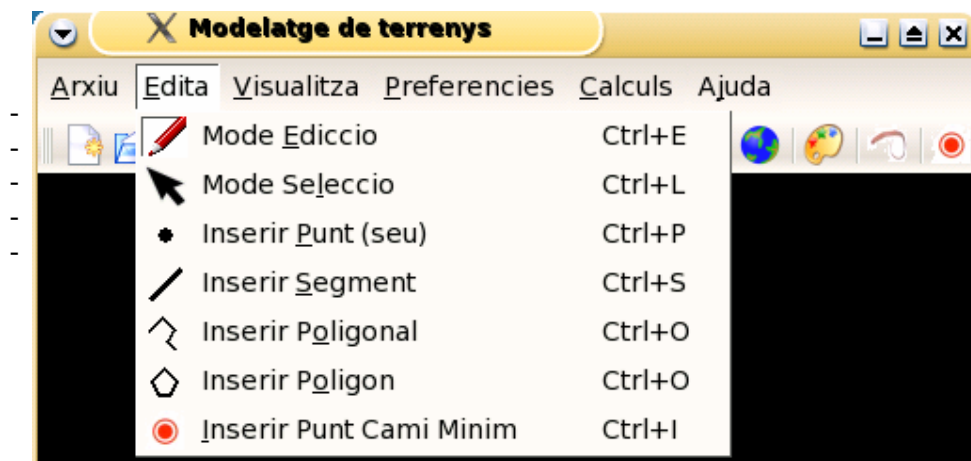 Modelatge de terrenys
Arxiu Edita Visualitza Preferencies Calculs Ajuda
-
-
-
-
-
Mode Ediccio Ctrl+E
Mode Seleccio Ctrl+L
Inserir Punt (seu) Ctrl+P
Inserir Segment Ctrl+S
Inserir Poligonal Ctrl+O
Inserir Poligon Ctrl+O
Inserir Punt Cami Minim Ctrl+I